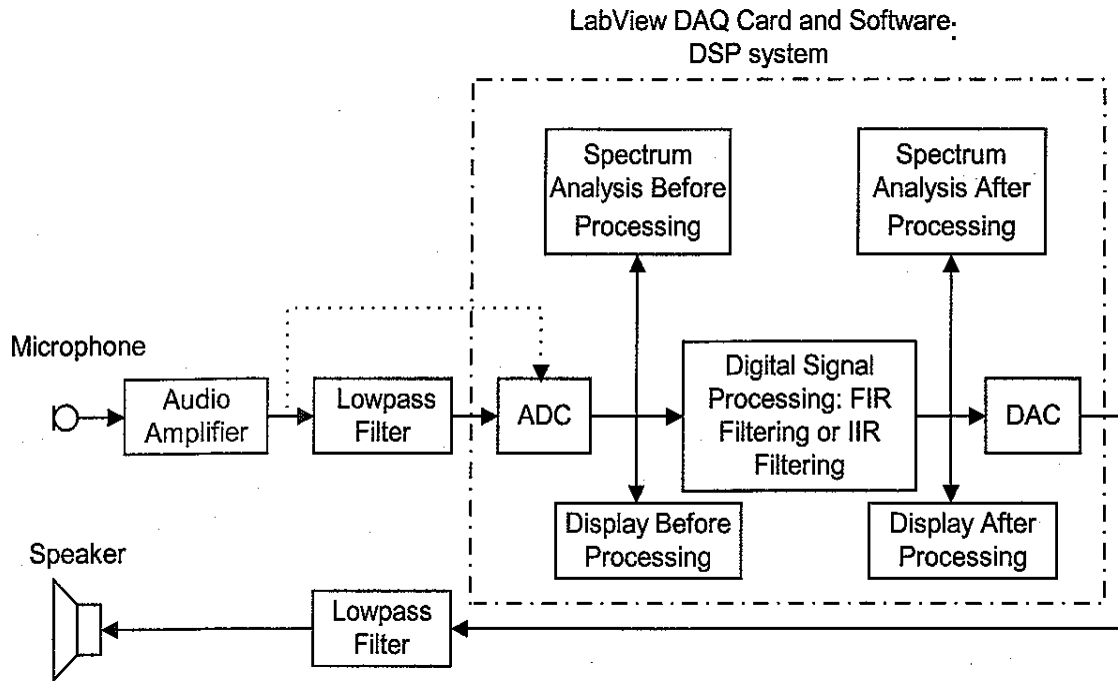 LabView DAQ Card and Software:
DSP system
Spectrum
Analysis Before
Processing
Spectrum
Analysis After
Processing
Microphone
Audio
Amplifier
Lowpass
Filter
ADC
Digital Signal
Processing: FIR
Filtering or IIR
Filtering
DAC
Display Before
Processing
Display After
Processing
Speaker
Lowpass
Filter